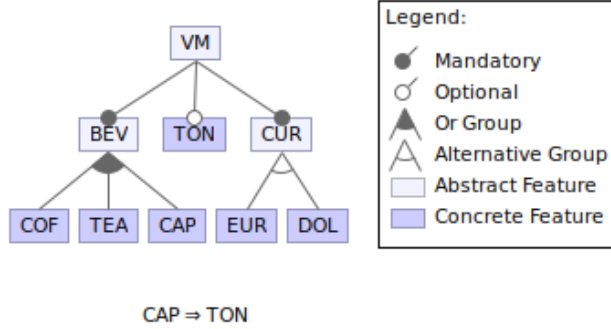 VM
BEV TON CUR
COF TEA CAP EUR DOL
CAP ⇒ TON
Legend:
Mandatory
Optional
Or Group
Alternative Group
Abstract Feature
Concrete Feature